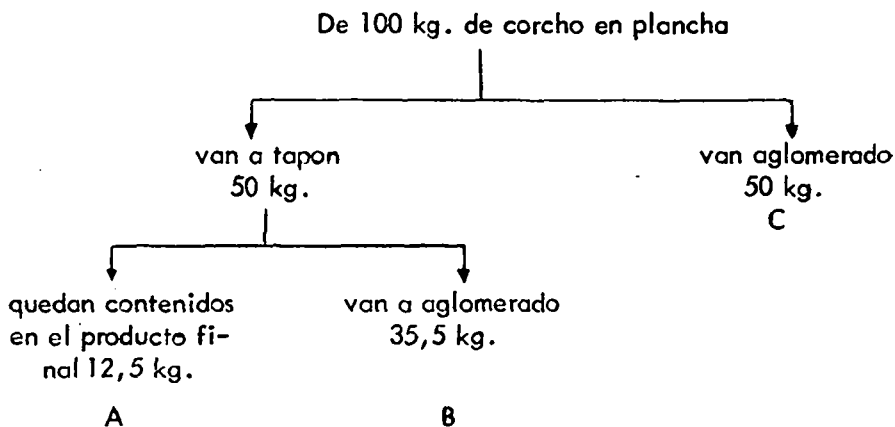 De 100 kg. de corcho en plancha
van a tapon
50 kg.
van aglomerado
50 kg.
C
quedan contenidos
en el producto fi-
nal 12,5 kg.
A
van a aglomerado
35,5 kg.
B